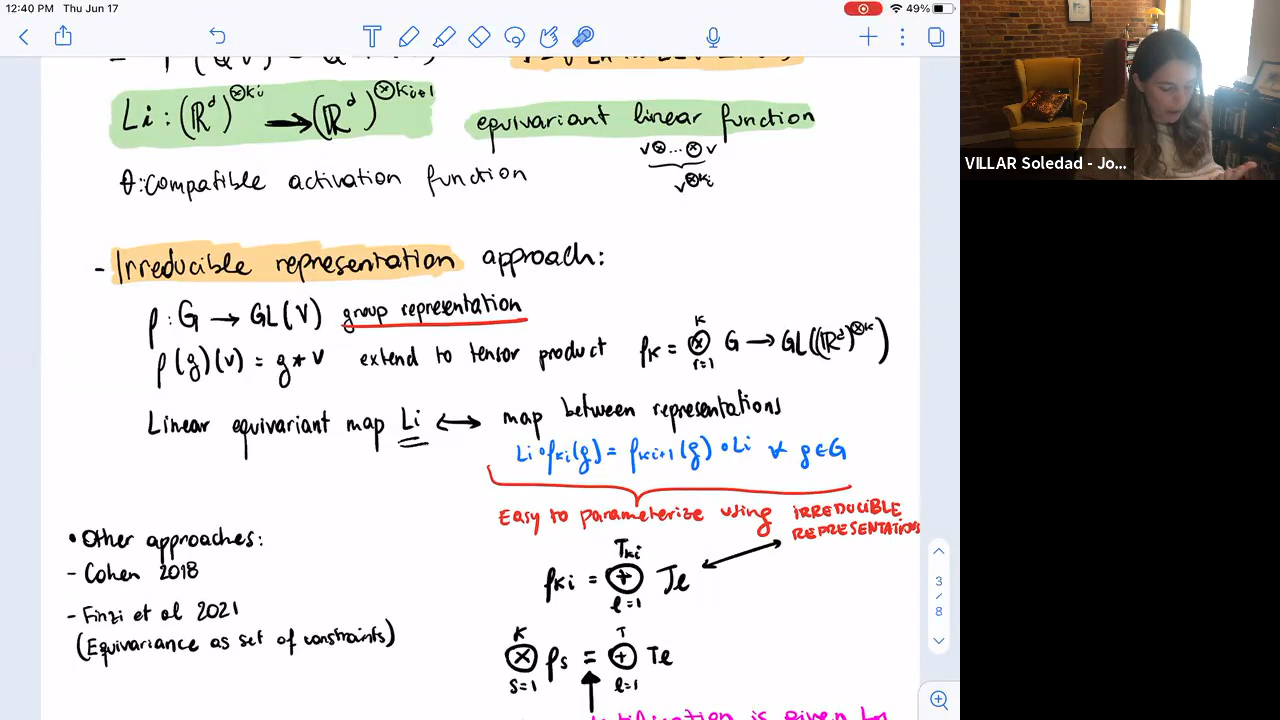 12:40 PM Thu Jun 17
49%
Li : (ℝᵈ)^⊗ki → (ℝᵈ)^⊗ki+1 equivariant linear function
v⊗...⊗v
v^⊗ki
θ: Compatible activation function
- Irreducible representation approach:
ρ : G → GL(V) group representation
ρ(g)(v) = g*v extend to tensor product ρK = ⊗ᴷ r=1 G → GL((ℝᵈ)^⊗k)
Linear equivariant map Li ↔ map between representations
Li∘ρki(g) = ρki+1(g)∘Li ∀ g∈G
Easy to parameterize using IRREDUCIBLE
REPRESENTATIONS
• Other approaches:
- Cohen 2018
ρki = ⊕ Tki l=1 Tl
- Finzi et al 2021
(Equivariance as set of constraints)
⊗ K s=1 ρs = ⊕ T l=1 Tl
is given by
3
/
8
VILLAR Soledad - Jo...